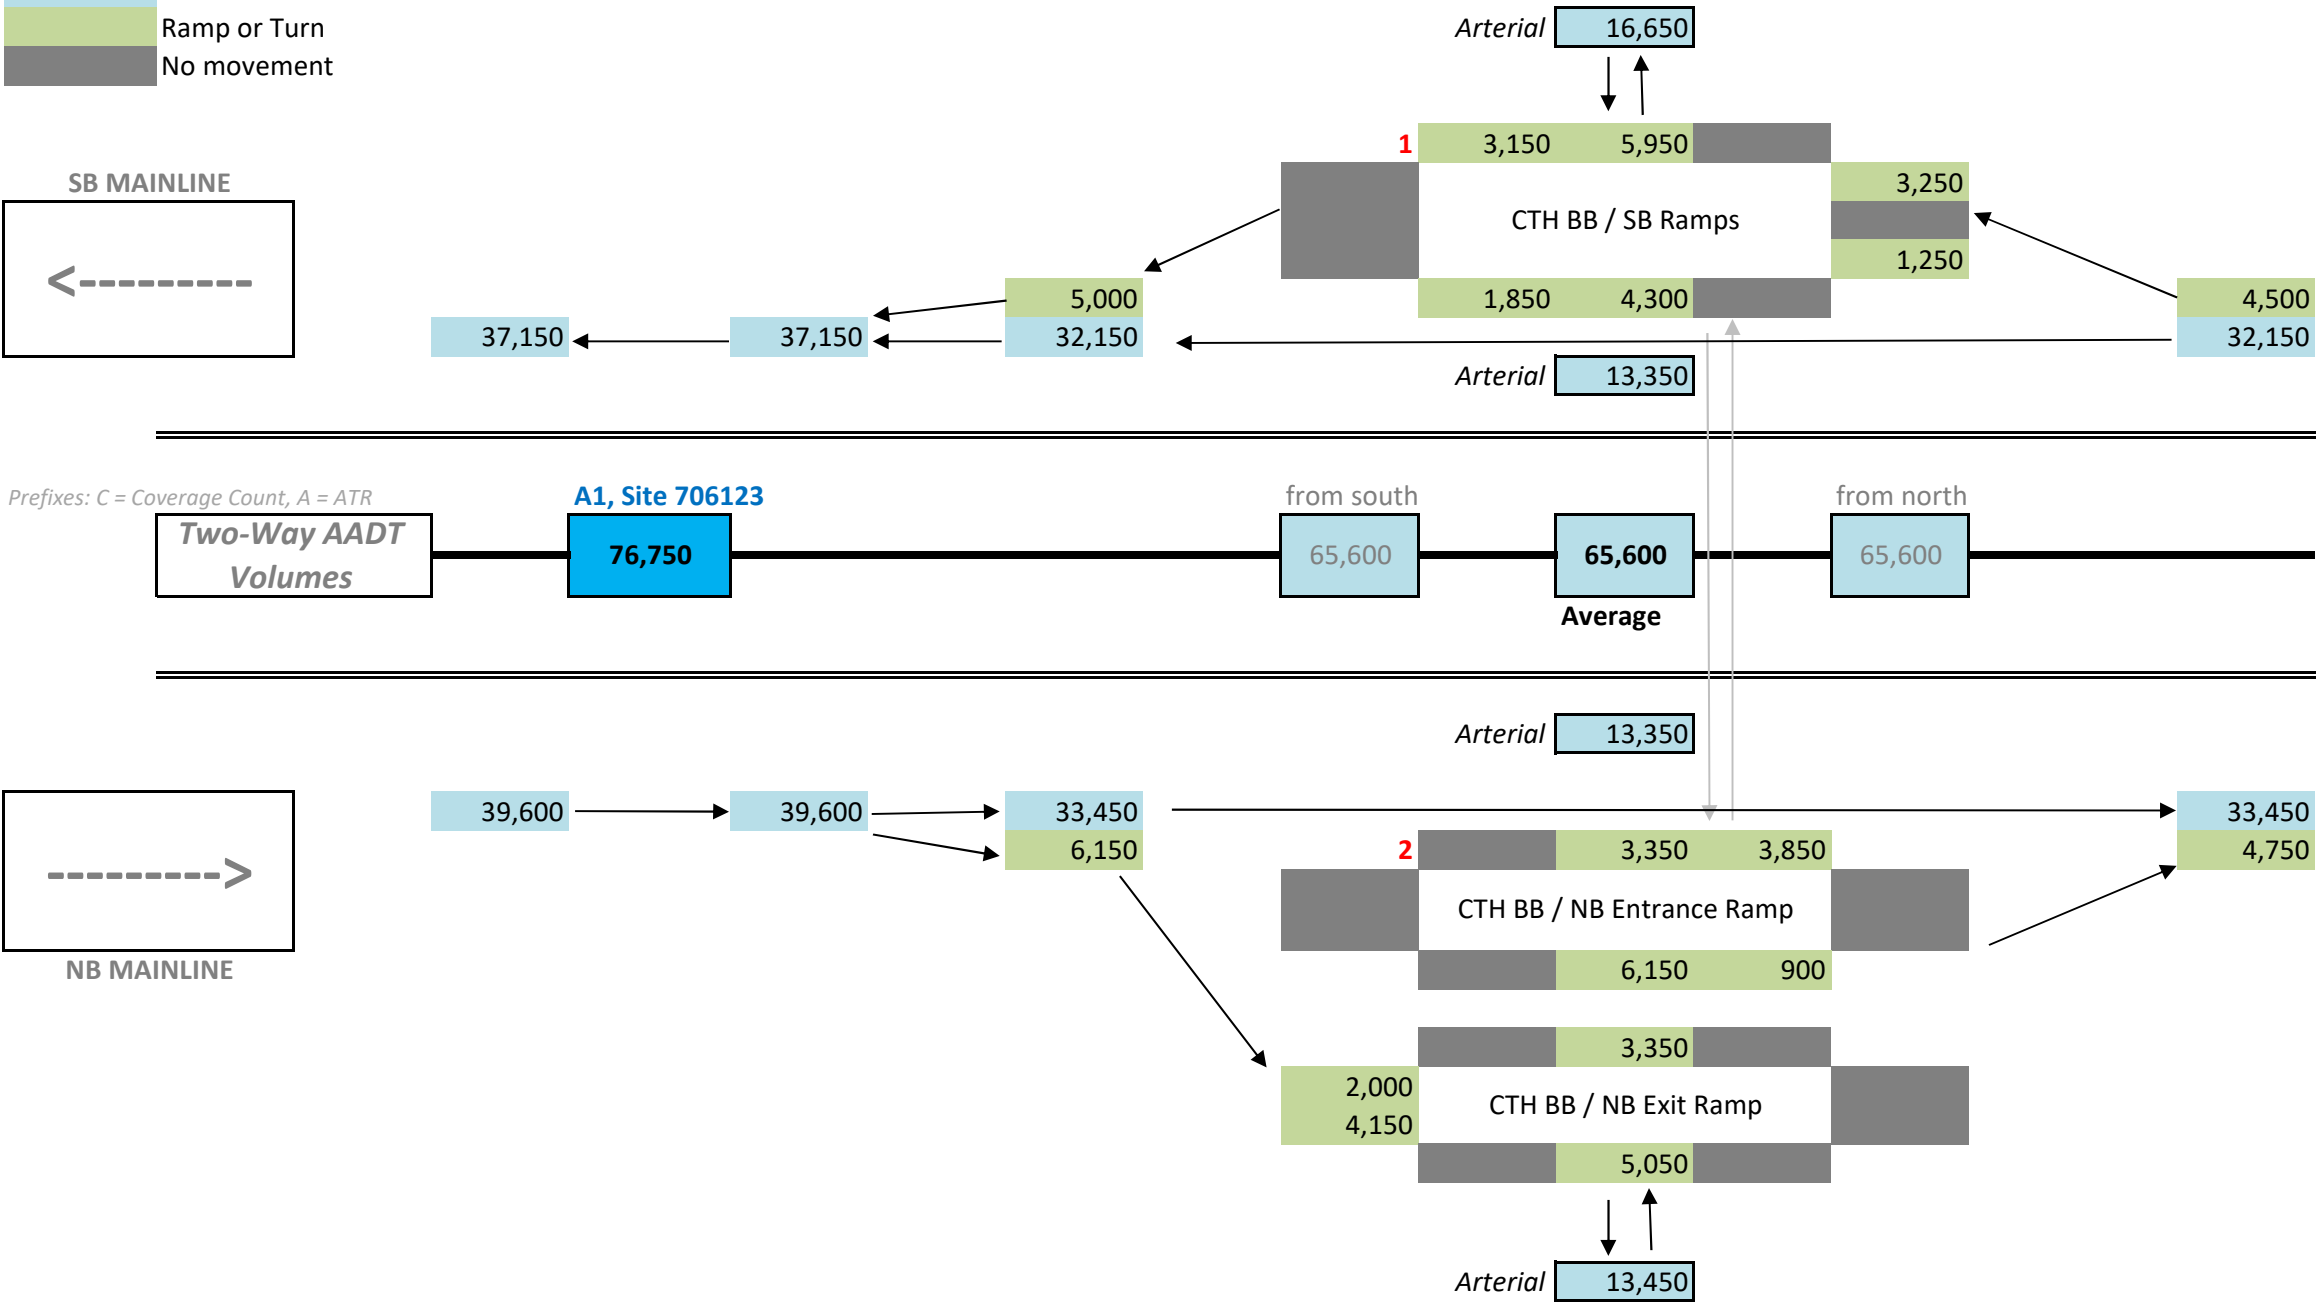 Ramp or Turn
No movement
Arterial 16,650
1 3,150 5,950
SB MAINLINE
3,250
CTH BB / SB Ramps
<---------
1,250
5,000 1,850 4,300 4,500
37,150 37,150 32,150 32,150
Arterial 13,350
Prefixes: C = Coverage Count, A = ATR
A1, Site 706123
from south
from north
Two-Way AADT
Volumes
76,750
65,600
65,600
65,600
Average
Arterial 13,350
39,600 39,600 33,450 33,450
6,150 2 3,350 3,850 4,750
--------->
CTH BB / NB Entrance Ramp
NB MAINLINE
6,150 900
3,350
2,000
CTH BB / NB Exit Ramp
4,150
5,050
Arterial 13,450